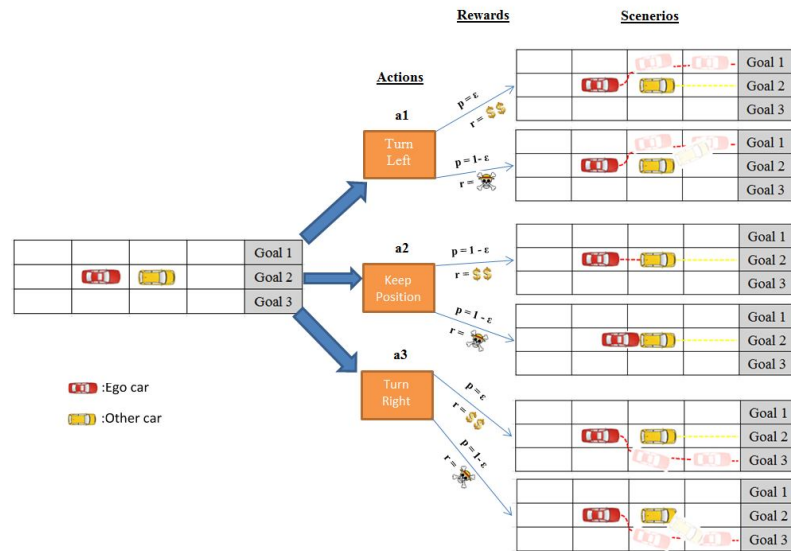 Rewards
Scenerios
Actions
a1
Turn
Left
p = ε
r = $$
p = 1- ε
r =
Goal 1
Goal 2
Goal 3
Goal 1
Goal 2
Goal 3
Goal 1
Goal 2
Goal 3
a2
Keep
Position
p = 1 - ε
r = $$
p = 1 - ε
r =
Goal 1
Goal 2
Goal 3
Goal 1
Goal 2
Goal 3
a3
Turn
Right
p = ε
r = $$
p = 1- ε
r =
Goal 1
Goal 2
Goal 3
Goal 1
Goal 2
Goal 3
:Ego car
:Other car